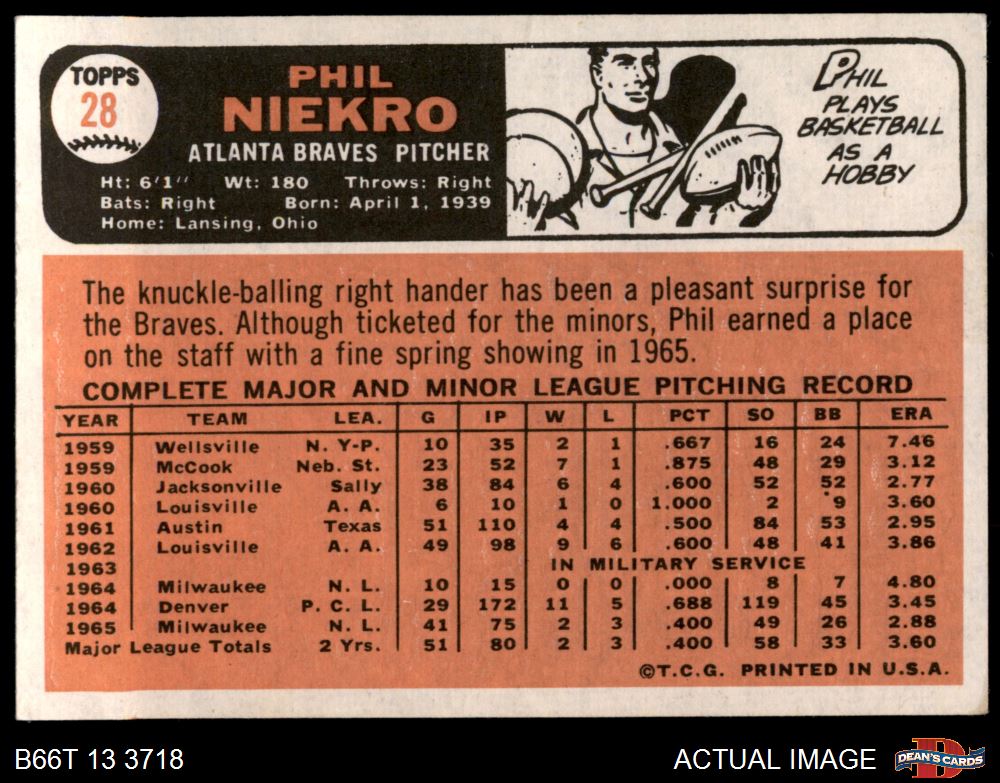 TOPPS
28
PHIL
NIEKRO
ATLANTA BRAVES PITCHER
Ht: 6'1" Wt: 180 Throws: Right
Bats: Right Born: April 1, 1939
Home: Lansing, Ohio
PHIL
PLAYS
BASKETBALL
AS A
HOBBY
The knuckle-balling right hander has been a pleasant surprise for
the Braves. Although ticketed for the minors, Phil earned a place
on the staff with a fine spring showing in 1965.
COMPLETE MAJOR AND MINOR LEAGUE PITCHING RECORD
YEAR TEAM LEA. G IP W L PCT SO BB ERA
1959 Wellsville N. Y-P. 10 35 2 1 .667 16 24 7.46
1959 McCook Neb. St. 23 52 7 1 .875 48 29 3.12
1960 Jacksonville Sally 38 84 6 4 .600 52 52 2.77
1960 Louisville A. A. 6 10 1 0 1.000 2 9 3.60
1961 Austin Texas 51 110 4 4 .500 84 53 2.95
1962 Louisville A. A. 49 98 9 6 .600 48 41 3.86
1963 IN MILITARY SERVICE
1964 Milwaukee N. L. 10 15 0 0 .000 8 7 4.80
1964 Denver P. C. L. 29 172 11 5 .688 119 45 3.45
1965 Milwaukee N. L. 41 75 2 3 .400 49 26 2.88
Major League Totals 2 Yrs. 51 80 2 3 .400 58 33 3.60
©T.C.G. PRINTED IN U.S.A.
B66T 13 3718
ACTUAL IMAGE
D
DEAN'S CARDS